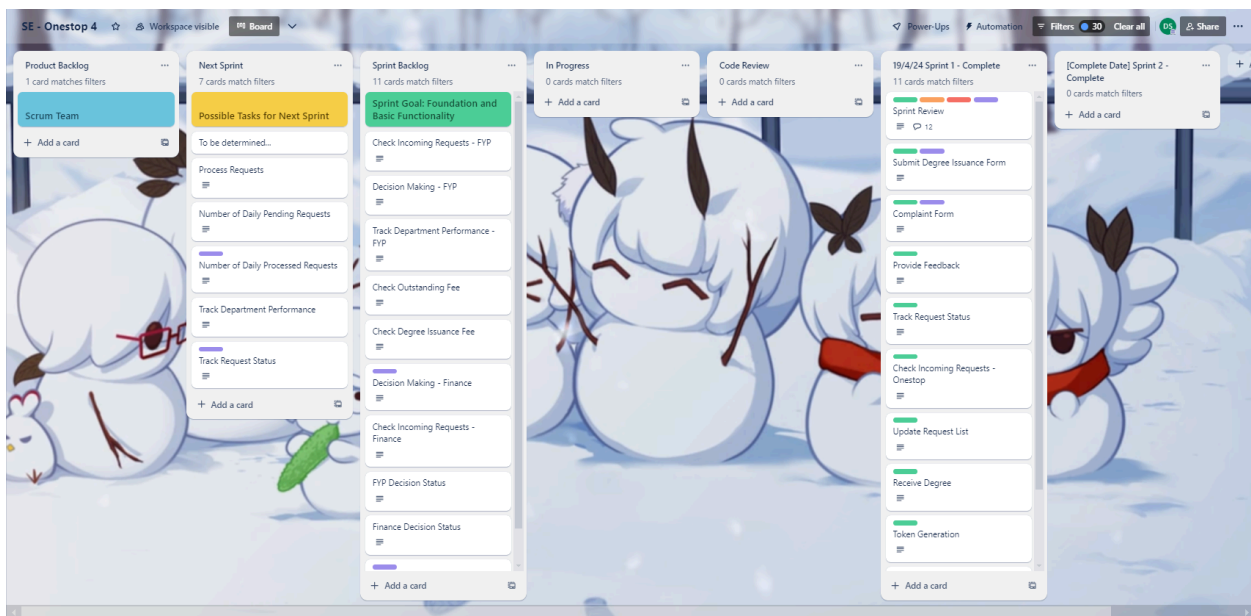 SE - Onestop 4
Workspace visible
Board
Power-Ups
Automation
Filters
30
Clear all
DS
Share
Product Backlog
1 card matches filters
Scrum Team
+ Add a card
Next Sprint
7 cards match filters
Possible Tasks for Next Sprint
To be determined...
Process Requests
Number of Daily Pending Requests
Number of Daily Processed Requests
Track Department Performance
Track Request Status
+ Add a card
Sprint Backlog
11 cards match filters
Sprint Goal: Foundation and
Basic Functionality
Check Incoming Requests - FYP
Decision Making - FYP
Track Department Performance -
FYP
Check Outstanding Fee
Check Degree Issuance Fee
Decision Making - Finance
Check Incoming Requests -
Finance
FYP Decision Status
Finance Decision Status
+ Add a card
In Progress
0 cards match filters
+ Add a card
Code Review
0 cards match filters
+ Add a card
19/4/24 Sprint 1 - Complete
11 cards match filters
Sprint Review
12
Submit Degree Issuance Form
Complaint Form
Provide Feedback
Track Request Status
Check Incoming Requests -
Onestop
Update Request List
Receive Degree
Token Generation
+ Add a card
[Complete Date] Sprint 2 -
Complete
0 cards match filters
+ Add a card